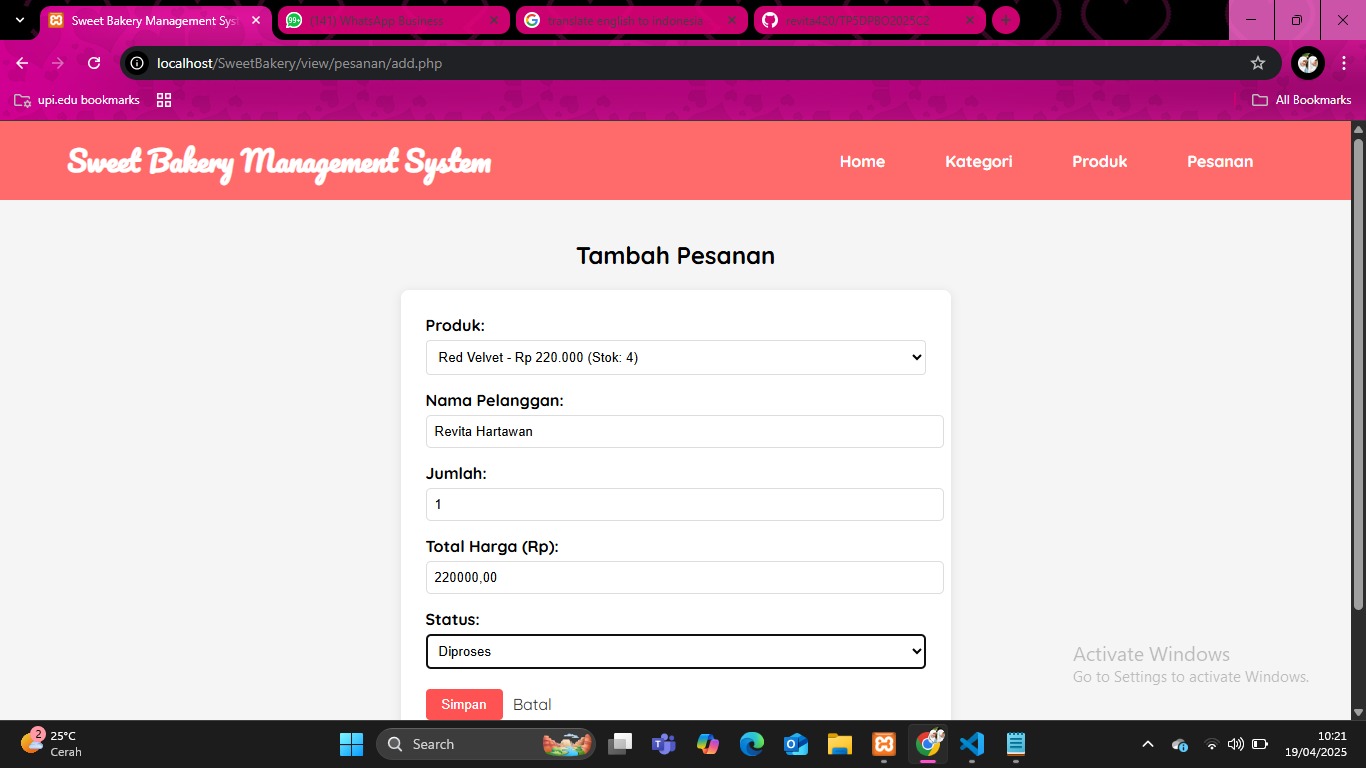 Sweet Bakery Management Sys
(141) WhatsApp Business
translate english to indonesia
revita420/TP5DPBO2025C2
localhost/SweetBakery/view/pesanan/add.php
upi.edu bookmarks
All Bookmarks
Sweet Bakery Management System
Home
Kategori
Produk
Pesanan
Tambah Pesanan
Produk:
Red Velvet - Rp 220.000 (Stok: 4)
Nama Pelanggan:
Revita Hartawan
Jumlah:
1
Total Harga (Rp):
220000,00
Status:
Diproses
Simpan
Batal
Activate Windows
Go to Settings to activate Windows.
2
25°C
Cerah
Search
10:21
19/04/2025